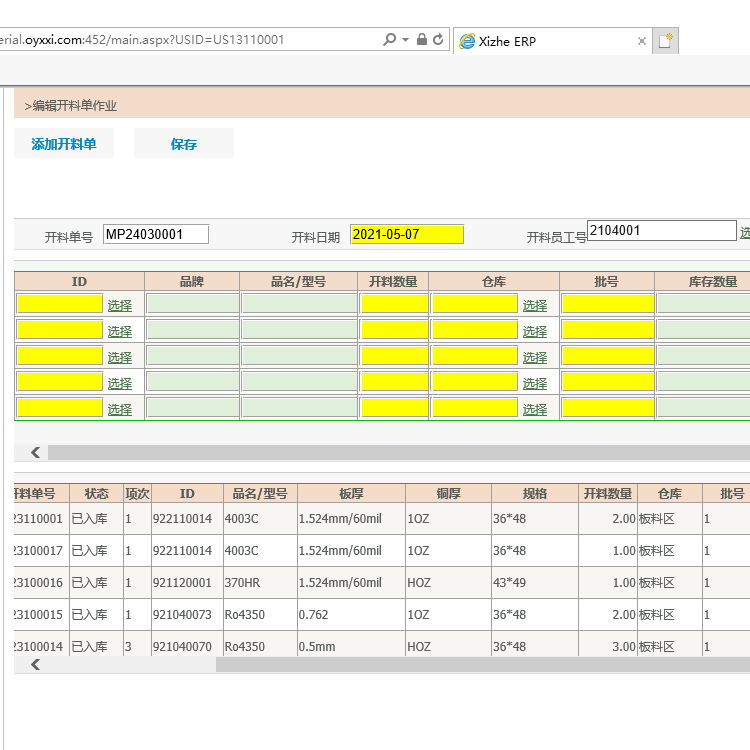 erial.oyxxi.com:452/main.aspx?USID=US13110001 Xizhe ERP
>编辑开料单作业
添加开料单 保存
开料单号 MP24030001 开料日期 2021-05-07 开料员工号 2104001 选
ID 品牌 品名/型号 开料数量 仓库 批号 库存数量
选择 选择
选择 选择
选择 选择
选择 选择
选择 选择
开料单号 状态 项次 ID 品名/型号 板厚 铜厚 规格 开料数量 仓库 批号
23110001 已入库 1 922110014 4003C 1.524mm/60mil 1OZ 36*48 2.00 板料区 1
23100017 已入库 1 922110014 4003C 1.524mm/60mil 1OZ 36*48 1.00 板料区 1
23100016 已入库 1 921120001 370HR 1.524mm/60mil HOZ 43*49 1.00 板料区 1
23100015 已入库 1 921040073 Ro4350 0.762 1OZ 36*48 2.00 板料区 1
23100014 已入库 3 921040070 Ro4350 0.5mm HOZ 36*48 3.00 板料区 1